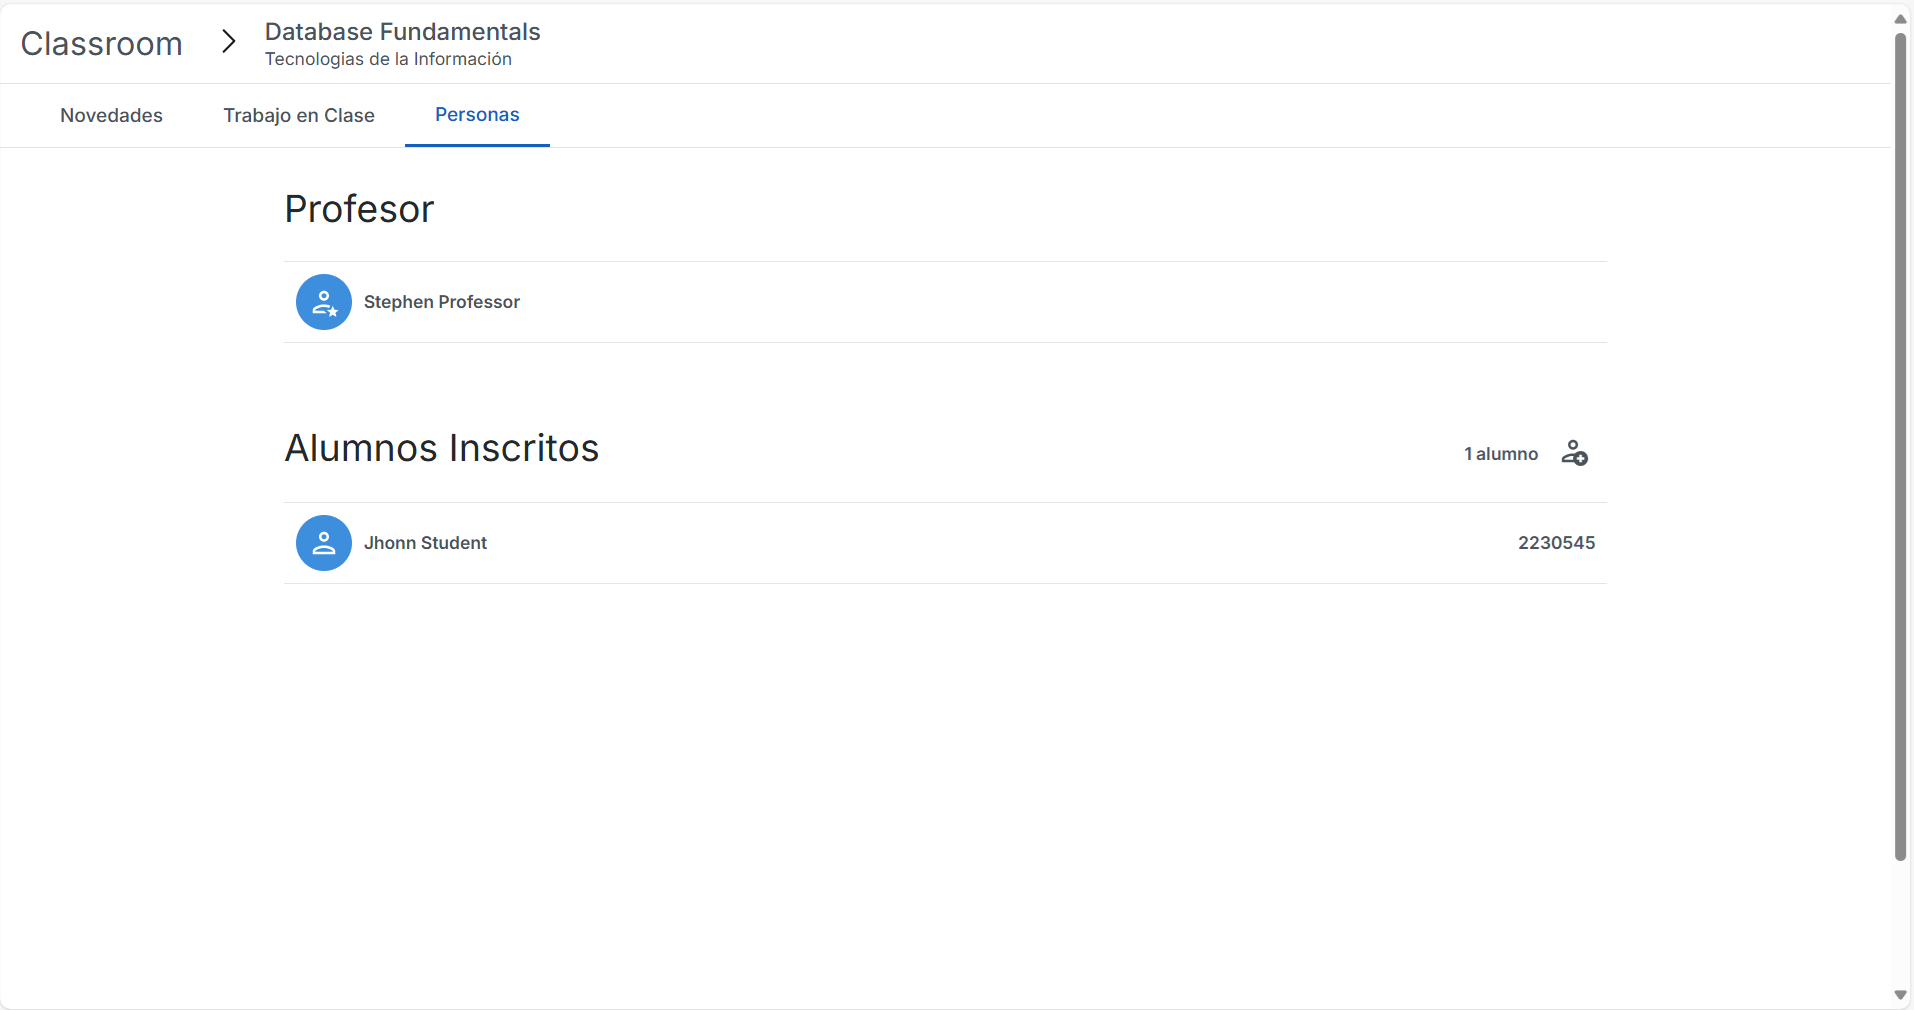 Classroom
Database Fundamentals
Tecnologias de la Información
Novedades
Trabajo en Clase
Personas
Profesor
Stephen Professor
Alumnos Inscritos
1 alumno
Jhonn Student
2230545